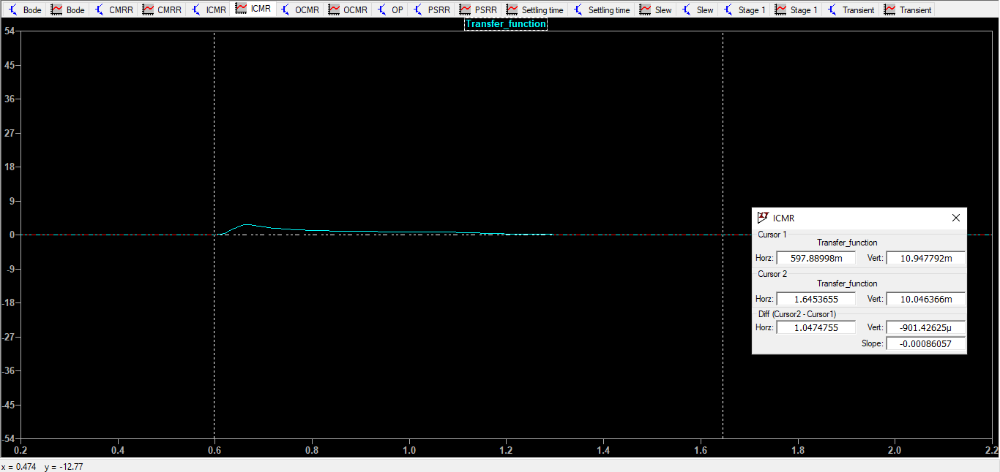 Bode Bode CMRR CMRR ICMR ICMR OCMR OCMR OP PSRR PSRR Settling time Settling time Slew Slew Stage 1 Stage 1 Transient Transient
Transfer_function
54
45
36
27
18
9
0
-9
-18
-27
-36
-45
-54
0.2 0.4 0.6 0.8 1.0 1.2 1.4 1.6 1.8 2.0 2.2
ICMR
Cursor 1
Transfer_function
Horz: 597.88998m Vert: 10.947792m
Cursor 2
Transfer_function
Horz: 1.6453655 Vert: 10.046366m
Diff (Cursor2 - Cursor1)
Horz: 1.0474755 Vert: -901.42625µ
Slope: -0.00086057
x = 0.474 y = -12.77